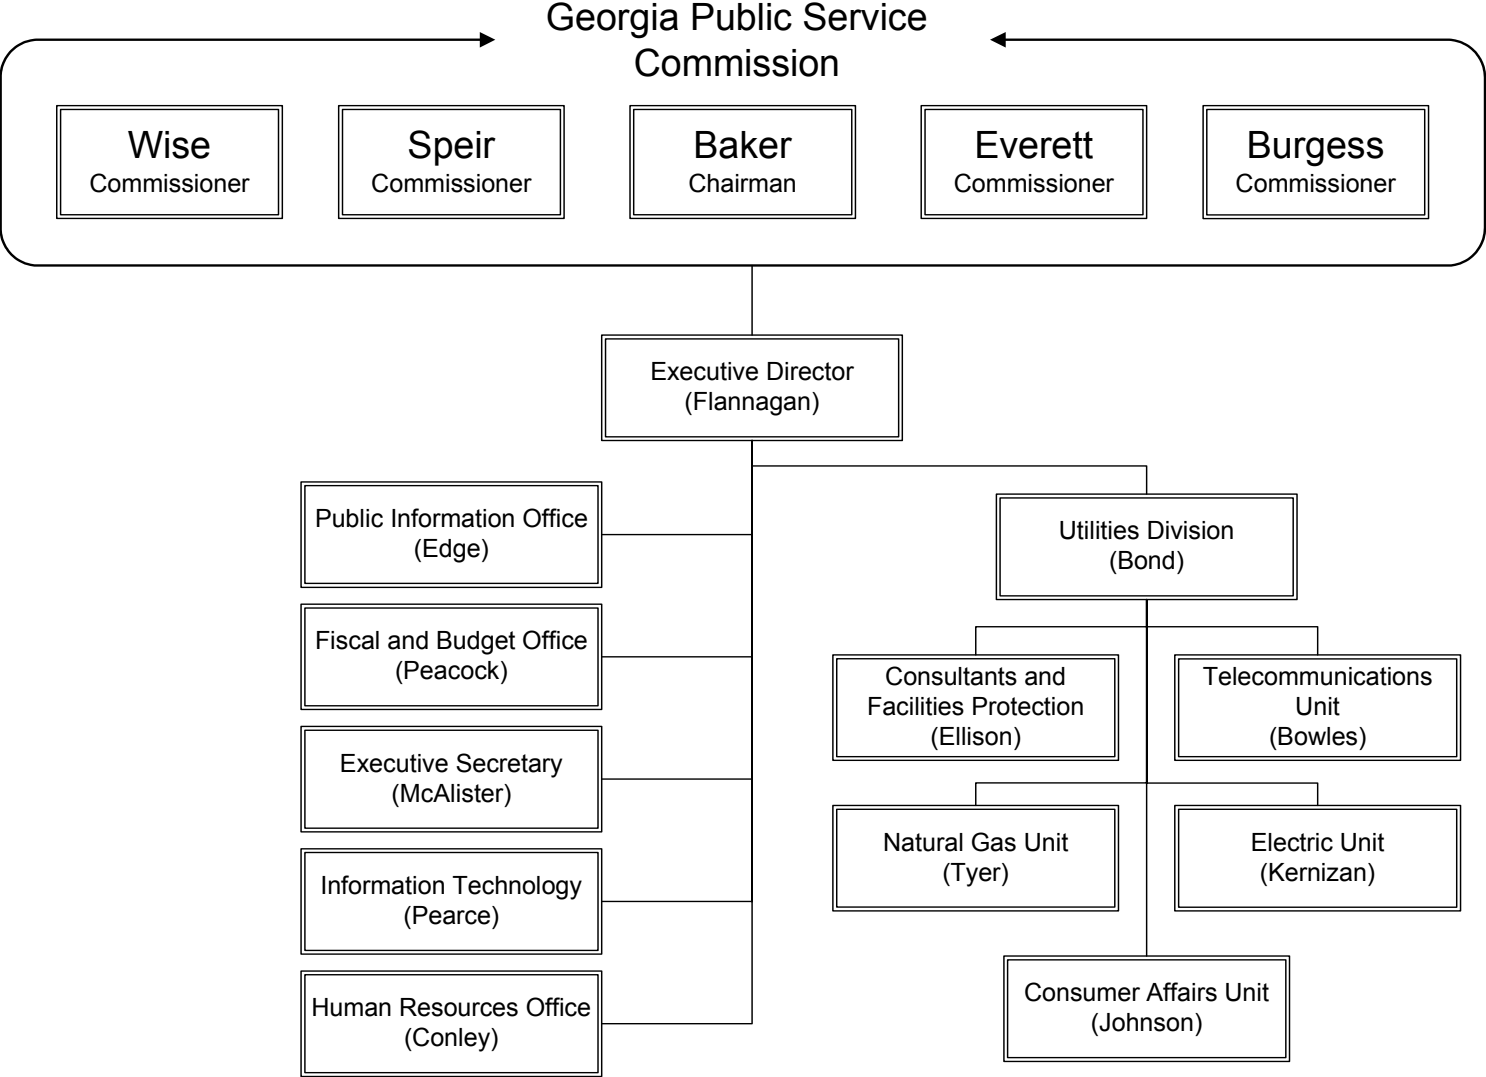 Georgia Public Service
Commission
Wise
Commissioner
Speir
Commissioner
Baker
Chairman
Everett
Commissioner
Burgess
Commissioner
Executive Director
(Flannagan)
Public Information Office
(Edge)
Fiscal and Budget Office
(Peacock)
Executive Secretary
(McAlister)
Information Technology
(Pearce)
Human Resources Office
(Conley)
Utilities Division
(Bond)
Consultants and
Facilities Protection
(Ellison)
Telecommunications
Unit
(Bowles)
Natural Gas Unit
(Tyer)
Electric Unit
(Kernizan)
Consumer Affairs Unit
(Johnson)